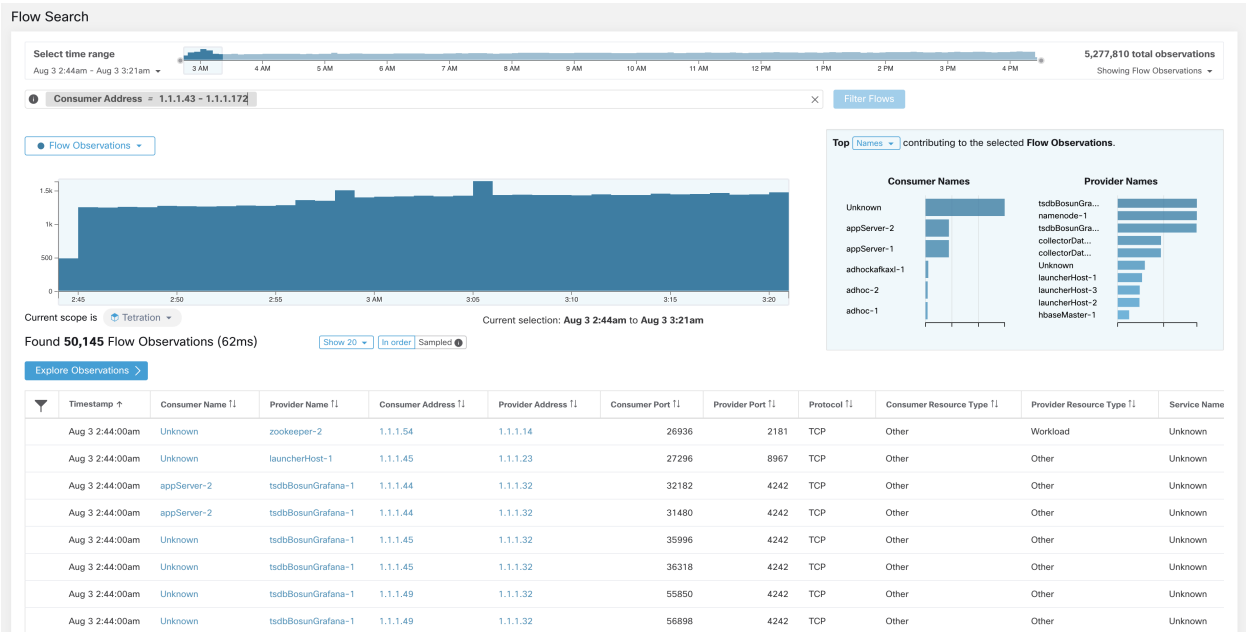 Flow Search
Select time range
Aug 3 2:44am - Aug 3 3:21am
3 AM 4 AM 5 AM 6 AM 7 AM 8 AM 9 AM 10 AM 11 AM 12 PM 1 PM 2 PM 3 PM 4 PM
5,277,810 total observations
Showing Flow Observations
Consumer Address = 1.1.1.43 - 1.1.1.172
Filter Flows
Flow Observations
1.5k
1k
500
0
2:45 2:50 2:55 3 AM 3:05 3:10 3:15 3:20
Current scope is Tetration
Current selection: Aug 3 2:44am to Aug 3 3:21am
Top Names contributing to the selected Flow Observations.
Consumer Names
Unknown
appServer-2
appServer-1
adhockafkaxl-1
adhoc-2
adhoc-1
Provider Names
tsdbBosunGra...
namenode-1
tsdbBosunGra...
collectorDat...
collectorDat...
Unknown
launcherHost-1
launcherHost-3
launcherHost-2
hbaseMaster-1
Found 50,145 Flow Observations (62ms)
Show 20 In order Sampled
Explore Observations
Timestamp Consumer Name Provider Name Consumer Address Provider Address Consumer Port Provider Port Protocol Consumer Resource Type Provider Resource Type Service Name
Aug 3 2:44:00am Unknown zookeeper-2 1.1.1.54 1.1.1.14 26936 2181 TCP Other Workload Unknown
Aug 3 2:44:00am Unknown launcherHost-1 1.1.1.45 1.1.1.23 27296 8967 TCP Other Other Unknown
Aug 3 2:44:00am appServer-2 tsdbBosunGrafana-1 1.1.1.44 1.1.1.32 32182 4242 TCP Other Other Unknown
Aug 3 2:44:00am appServer-2 tsdbBosunGrafana-1 1.1.1.44 1.1.1.32 31480 4242 TCP Other Other Unknown
Aug 3 2:44:00am Unknown tsdbBosunGrafana-1 1.1.1.45 1.1.1.32 35996 4242 TCP Other Other Unknown
Aug 3 2:44:00am Unknown tsdbBosunGrafana-1 1.1.1.45 1.1.1.32 36318 4242 TCP Other Other Unknown
Aug 3 2:44:00am Unknown tsdbBosunGrafana-1 1.1.1.49 1.1.1.32 55850 4242 TCP Other Other Unknown
Aug 3 2:44:00am Unknown tsdbBosunGrafana-1 1.1.1.49 1.1.1.32 56898 4242 TCP Other Other Unknown